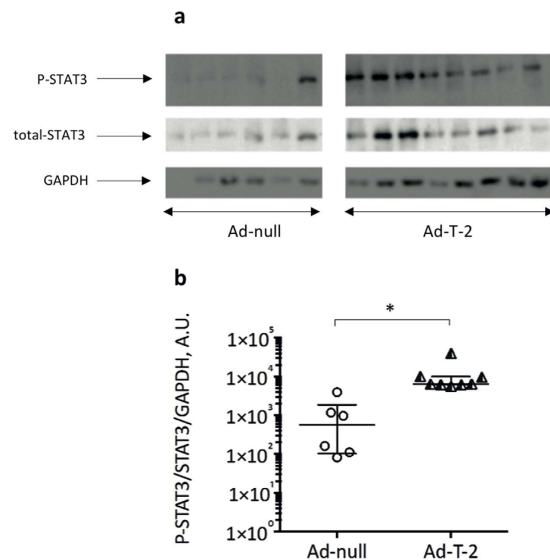 a
P-STAT3
total-STAT3
GAPDH
Ad-null Ad-T-2
b
*
P-STAT3/STAT3/GAPDH, A.U.
1×10⁵
1×10⁴
1×10³
1×10²
1×10¹
1×10⁰
Ad-null Ad-T-2